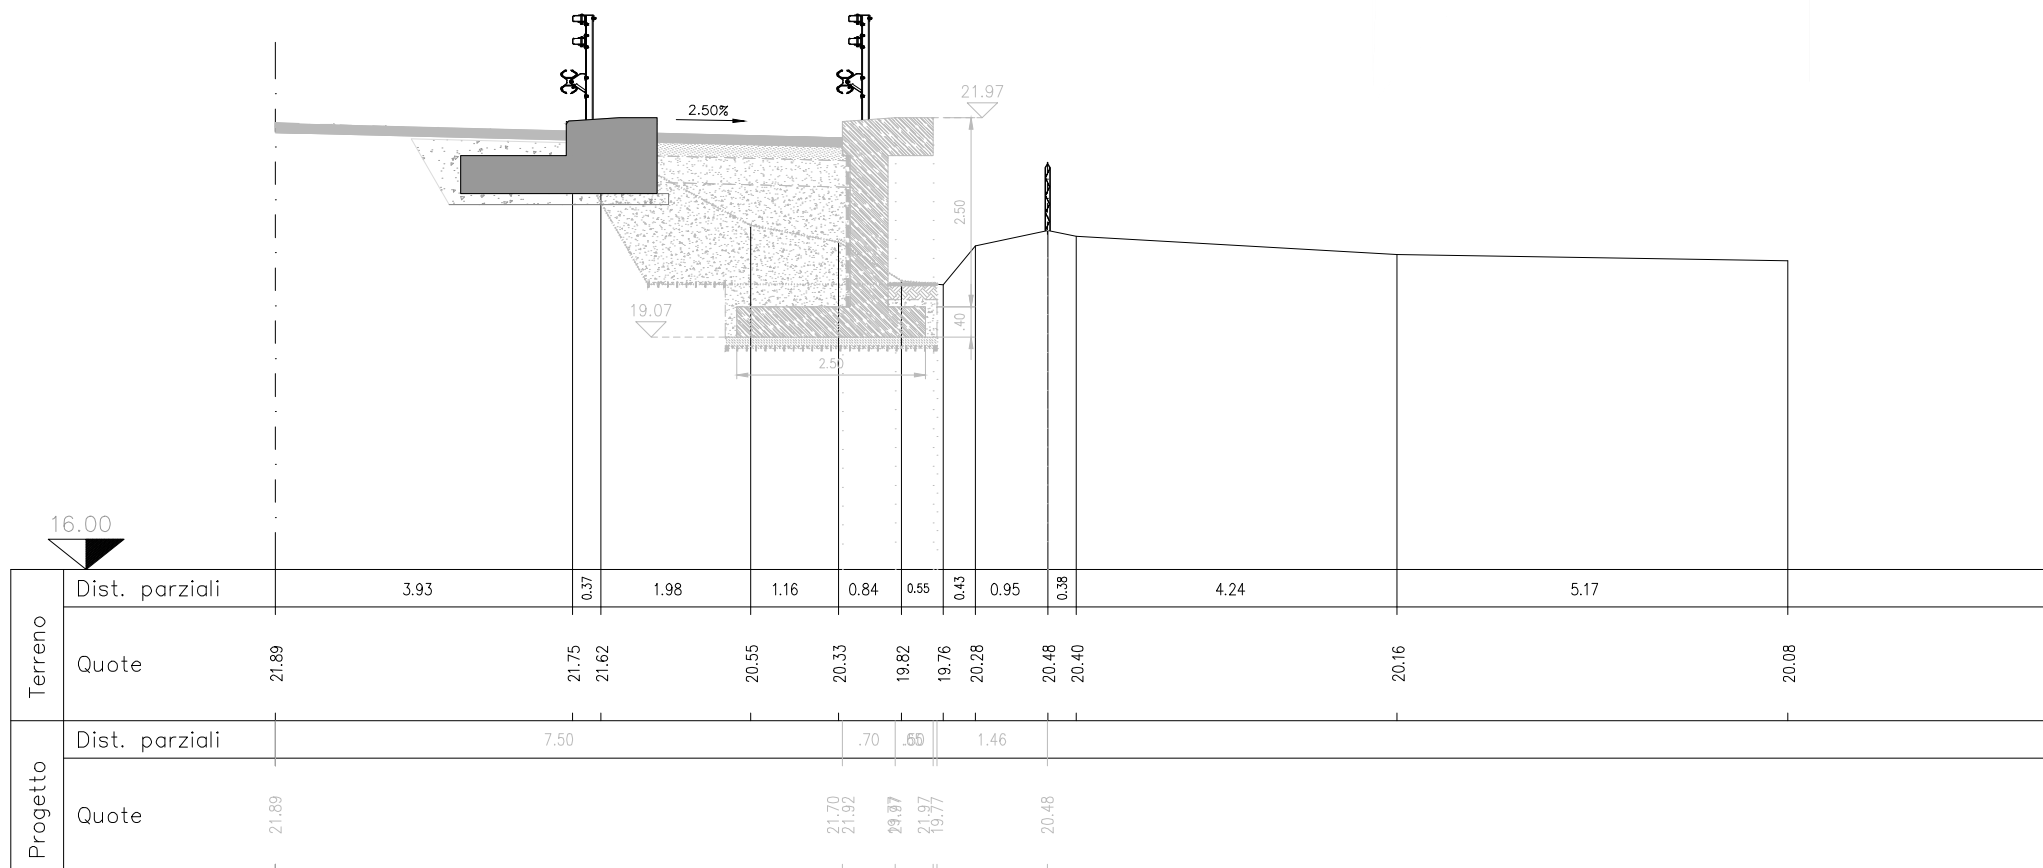 21.97
2.50%
2.50
19.07
.40
2.50
16.00
Terreno
Dist. parziali 3.93 0.37 1.98 1.16 0.84 0.55 0.43 0.95 0.38 4.24 5.17
Quote 21.89 21.75 21.62 20.55 20.33 19.82 19.76 20.28 20.48 20.40 20.16 20.08
Progetto
Dist. parziali 7.50 .70 1.46
Quote 21.89 21.70 21.92 21.97 19.77 20.48